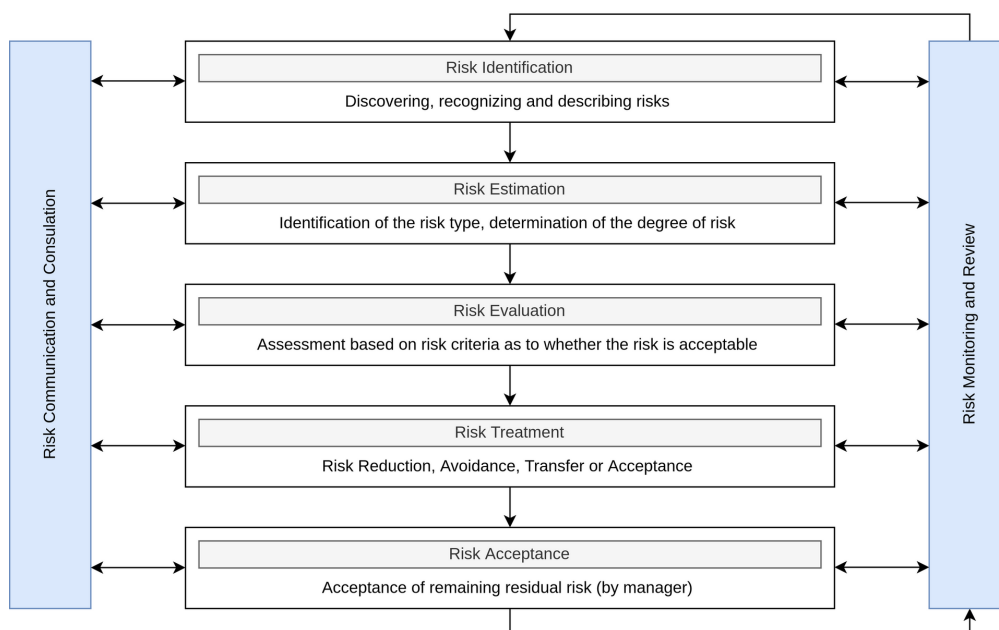 Risk Communication and Consulation
Risk Identification
Discovering, recognizing and describing risks
Risk Estimation
Identification of the risk type, determination of the degree of risk
Risk Evaluation
Assessment based on risk criteria as to whether the risk is acceptable
Risk Treatment
Risk Reduction, Avoidance, Transfer or Acceptance
Risk Acceptance
Acceptance of remaining residual risk (by manager)
Risk Monitoring and Review